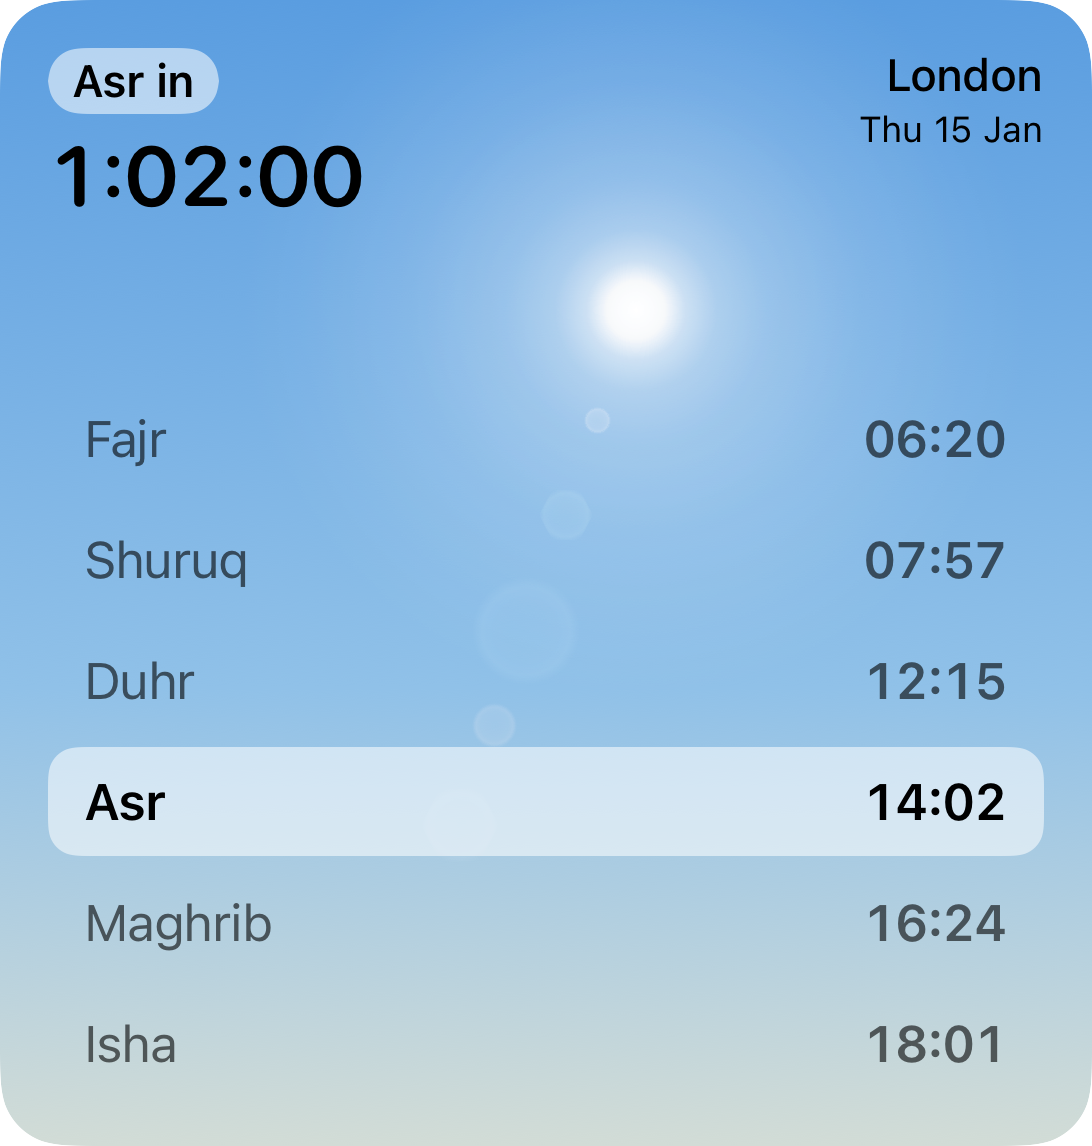 Asr in
1:02:00
London
Thu 15 Jan
Fajr 06:20
Shuruq 07:57
Duhr 12:15
Asr 14:02
Maghrib 16:24
Isha 18:01